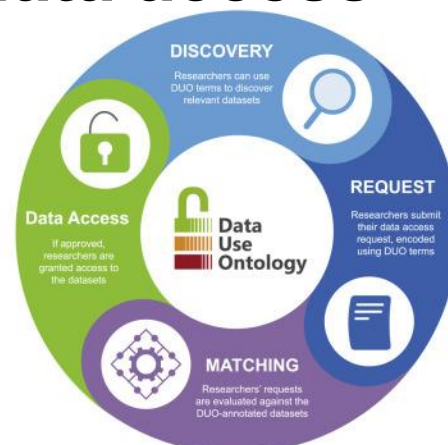 data access
DISCOVERY
Researchers can use
DUO terms to discover
relevant datasets
REQUEST
Researchers submit
their data access
request, encoded
using DUO terms
Data Access
If approved,
researchers are
granted access to
the datasets
Data
Use
Ontology
MATCHING
Researchers' requests
are evaluated against the
DUO-annotated datasets